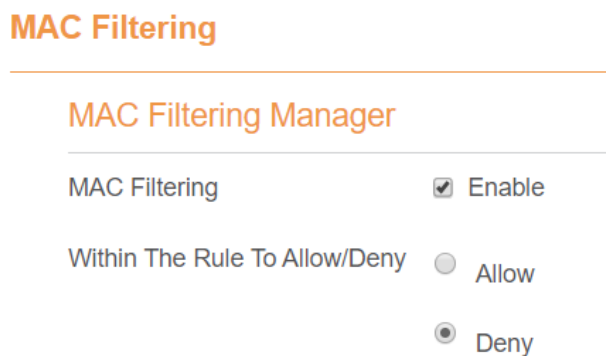 MAC Filtering
MAC Filtering Manager
MAC Filtering Enable
Within The Rule To Allow/Deny Allow
Deny